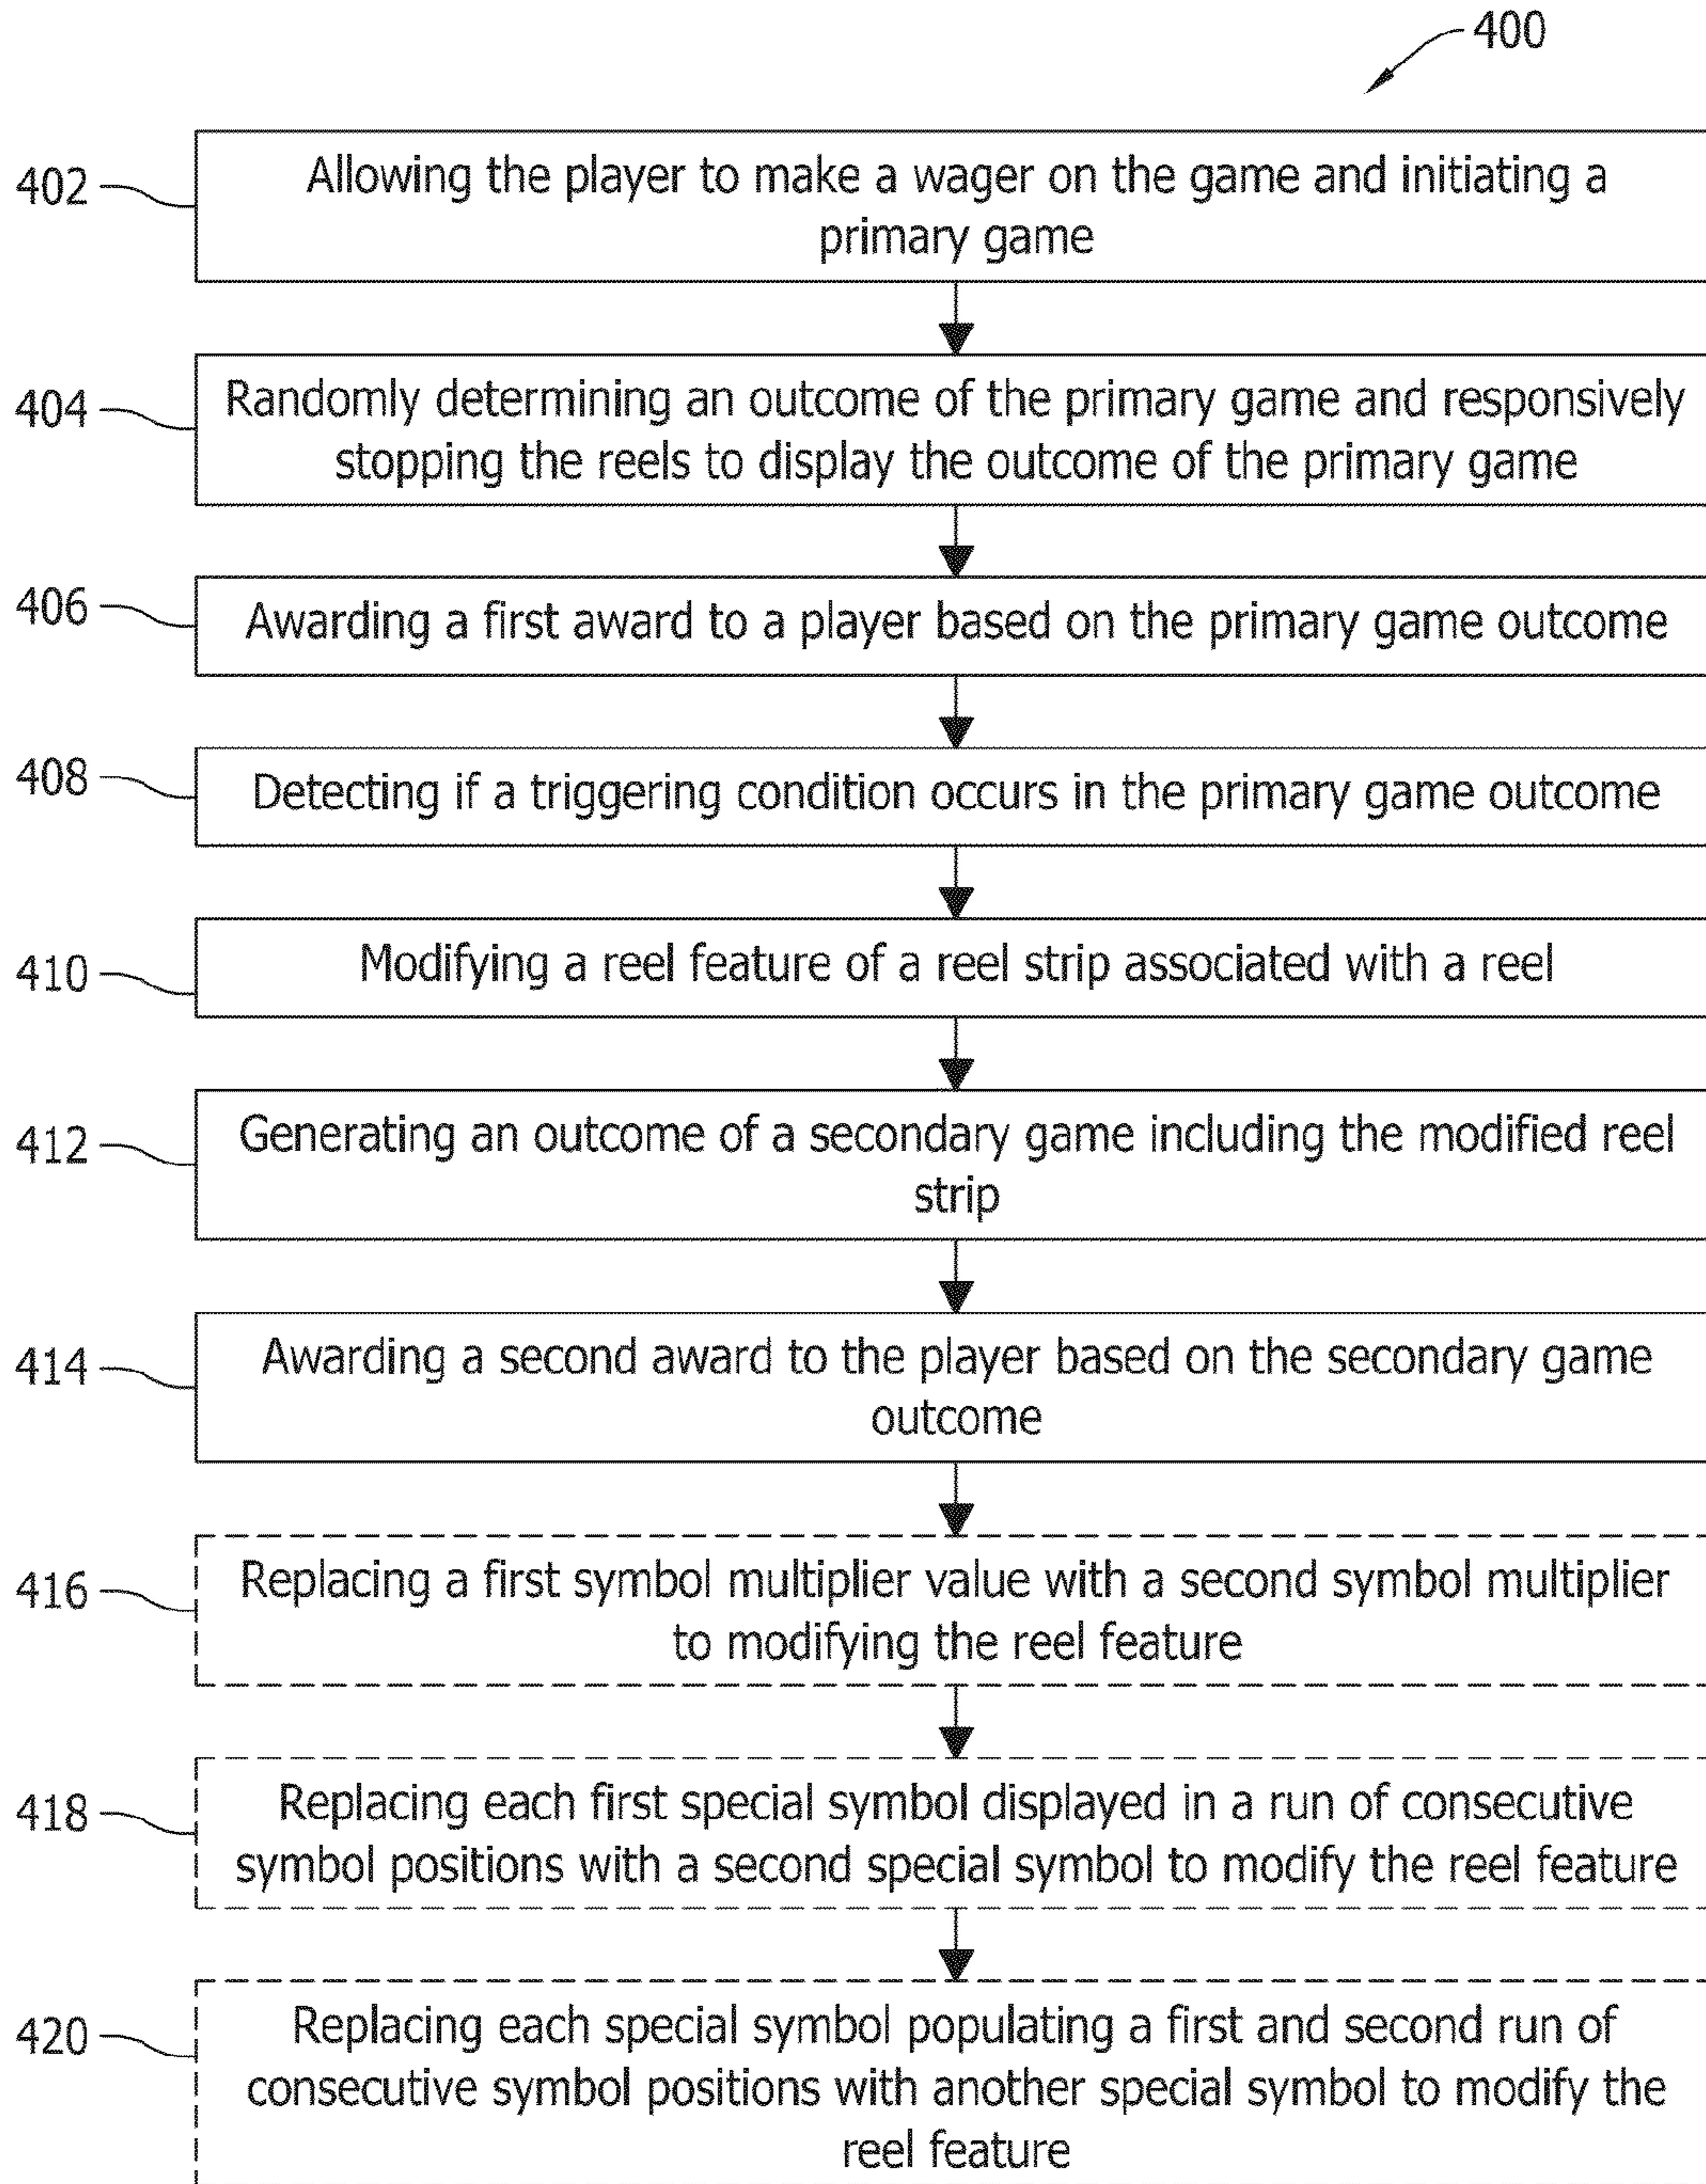 400
402
Allowing the player to make a wager on the game and initiating a
primary game
404
Randomly determining an outcome of the primary game and responsively
stopping the reels to display the outcome of the primary game
406
Awarding a first award to a player based on the primary game outcome
408
Detecting if a triggering condition occurs in the primary game outcome
410
Modifying a reel feature of a reel strip associated with a reel
412
Generating an outcome of a secondary game including the modified reel
strip
414
Awarding a second award to the player based on the secondary game
outcome
416
Replacing a first symbol multiplier value with a second symbol multiplier
to modifying the reel feature
418
Replacing each first special symbol displayed in a run of consecutive
symbol positions with a second special symbol to modify the reel feature
420
Replacing each special symbol populating a first and second run of
consecutive symbol positions with another special symbol to modify the
reel feature